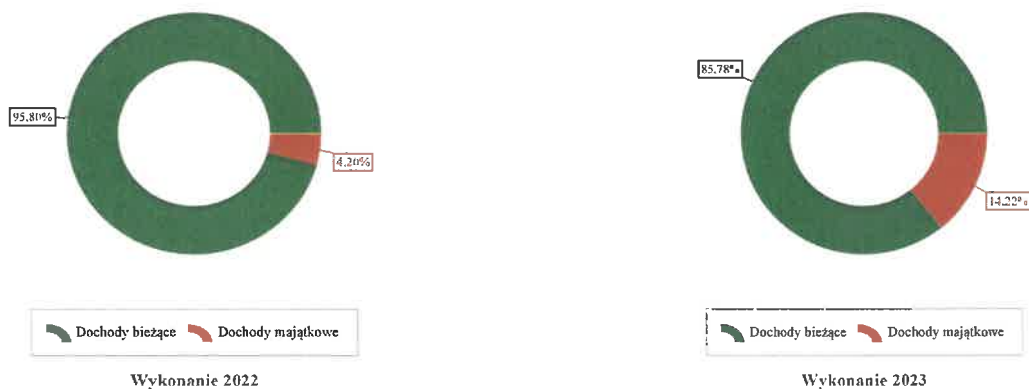 95.80%
4.20%
Dochody bieżące Dochody majątkowe
Wykonanie 2022
85.78%
14.22%
Dochody bieżące Dochody majątkowe
Wykonanie 2023